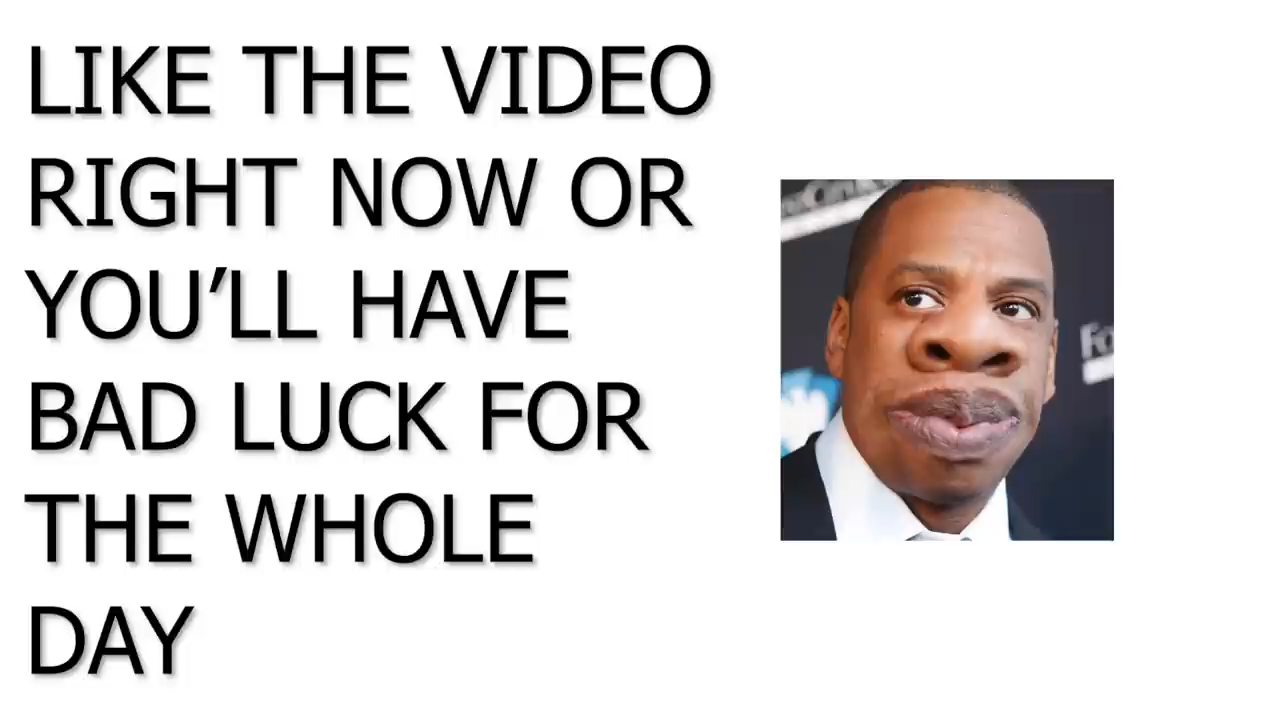 LIKE THE VIDEO
RIGHT NOW OR
YOU’LL HAVE
BAD LUCK FOR
THE WHOLE
DAY